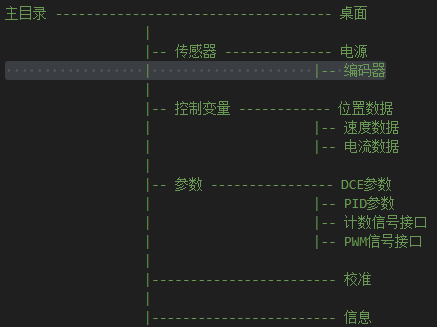 主目录 ---------------------------------- 桌面
|
|-- 传感器 ------------- 电源
| |-- 编码器
|
|-- 控制变量 ----------- 位置数据
| |-- 速度数据
| |-- 电流数据
|
|-- 参数 --------------- DCE参数
| |-- PID参数
| |-- 计数信号接口
| |-- PWM信号接口
|
|---------------------- 校准
|
|---------------------- 信息